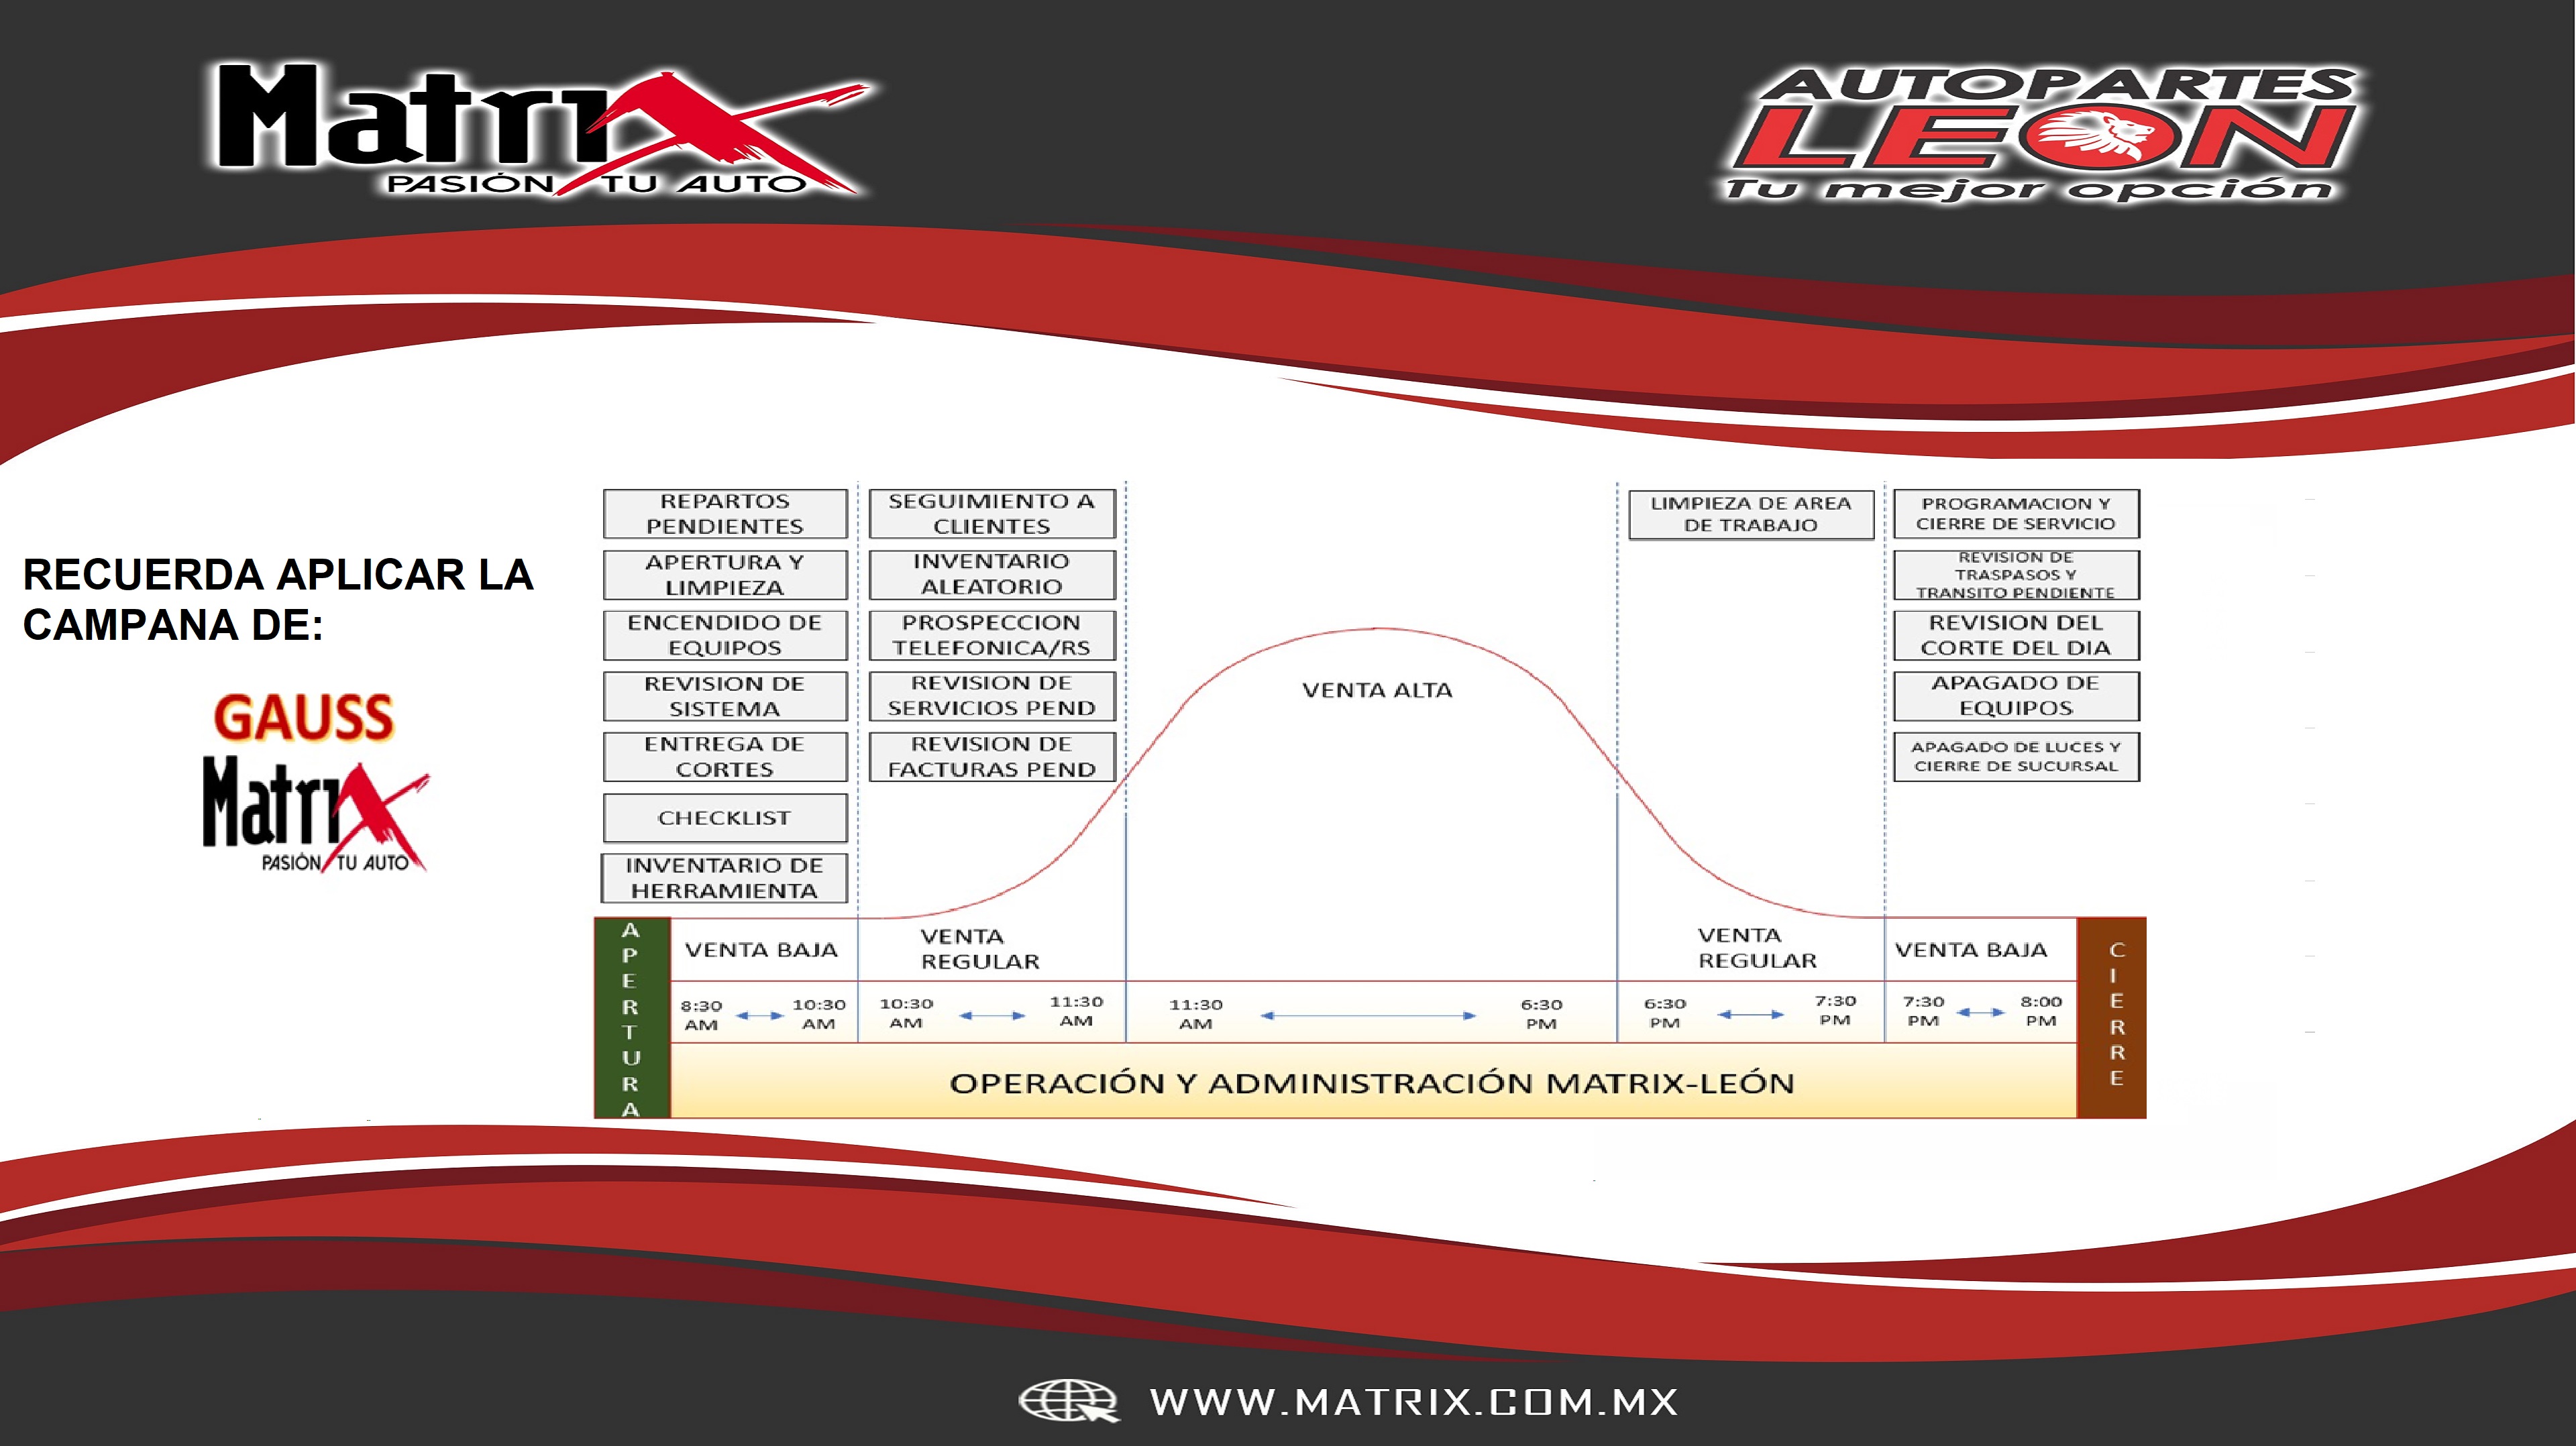 Matrix
PASIÓN TU AUTO
AUTOPARTES
LEON
Tu mejor opción
RECUERDA APLICAR LA
CAMPANA DE:
GAUSS
Matrix
PASIÓN TU AUTO
REPARTOS
PENDIENTES
APERTURA Y
LIMPIEZA
ENCENDIDO DE
EQUIPOS
REVISION DE
SISTEMA
ENTREGA DE
CORTES
CHECKLIST
INVENTARIO DE
HERRAMIENTA
SEGUIMIENTO A
CLIENTES
INVENTARIO
ALEATORIO
PROSPECCION
TELEFONICA/RS
REVISION DE
SERVICIOS PEND
REVISION DE
FACTURAS PEND
VENTA ALTA
LIMPIEZA DE AREA
DE TRABAJO
PROGRAMACION Y
CIERRE DE SERVICIO
REVISION DE
TRASPASOS Y
TRANSITO PENDIENTE
REVISION DEL
CORTE DEL DIA
APAGADO DE
EQUIPOS
APAGADO DE LUCES Y
CIERRE DE SUCURSAL
APERTURA
VENTA BAJA
VENTA
REGULAR
VENTA
REGULAR
VENTA BAJA
CIERRE
8:30
AM
10:30
AM
10:30
AM
11:30
AM
11:30
AM
6:30
PM
6:30
PM
7:30
PM
7:30
PM
8:00
PM
OPERACIÓN Y ADMINISTRACIÓN MATRIX-LEÓN
WWW.MATRIX.COM.MX